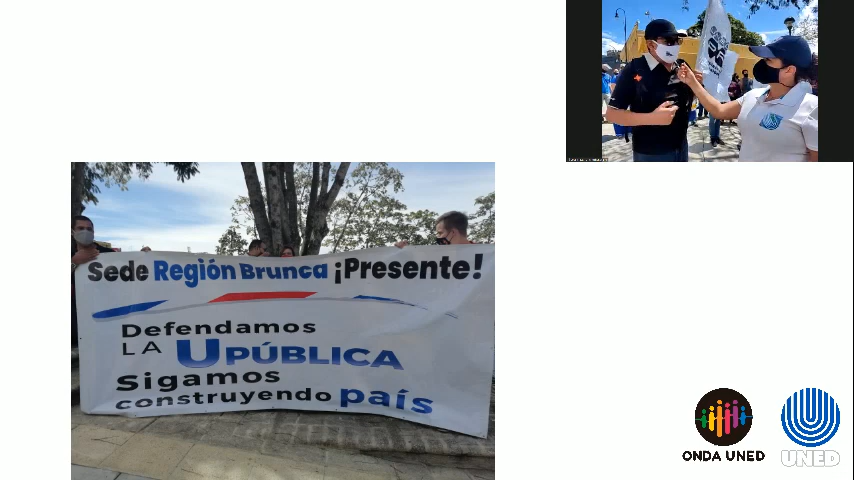 Sede Región Brunca ¡Presente!
Defendamos
LA UPÚBLICA
Sigamos
construyendo país
ONDA UNED
UNED